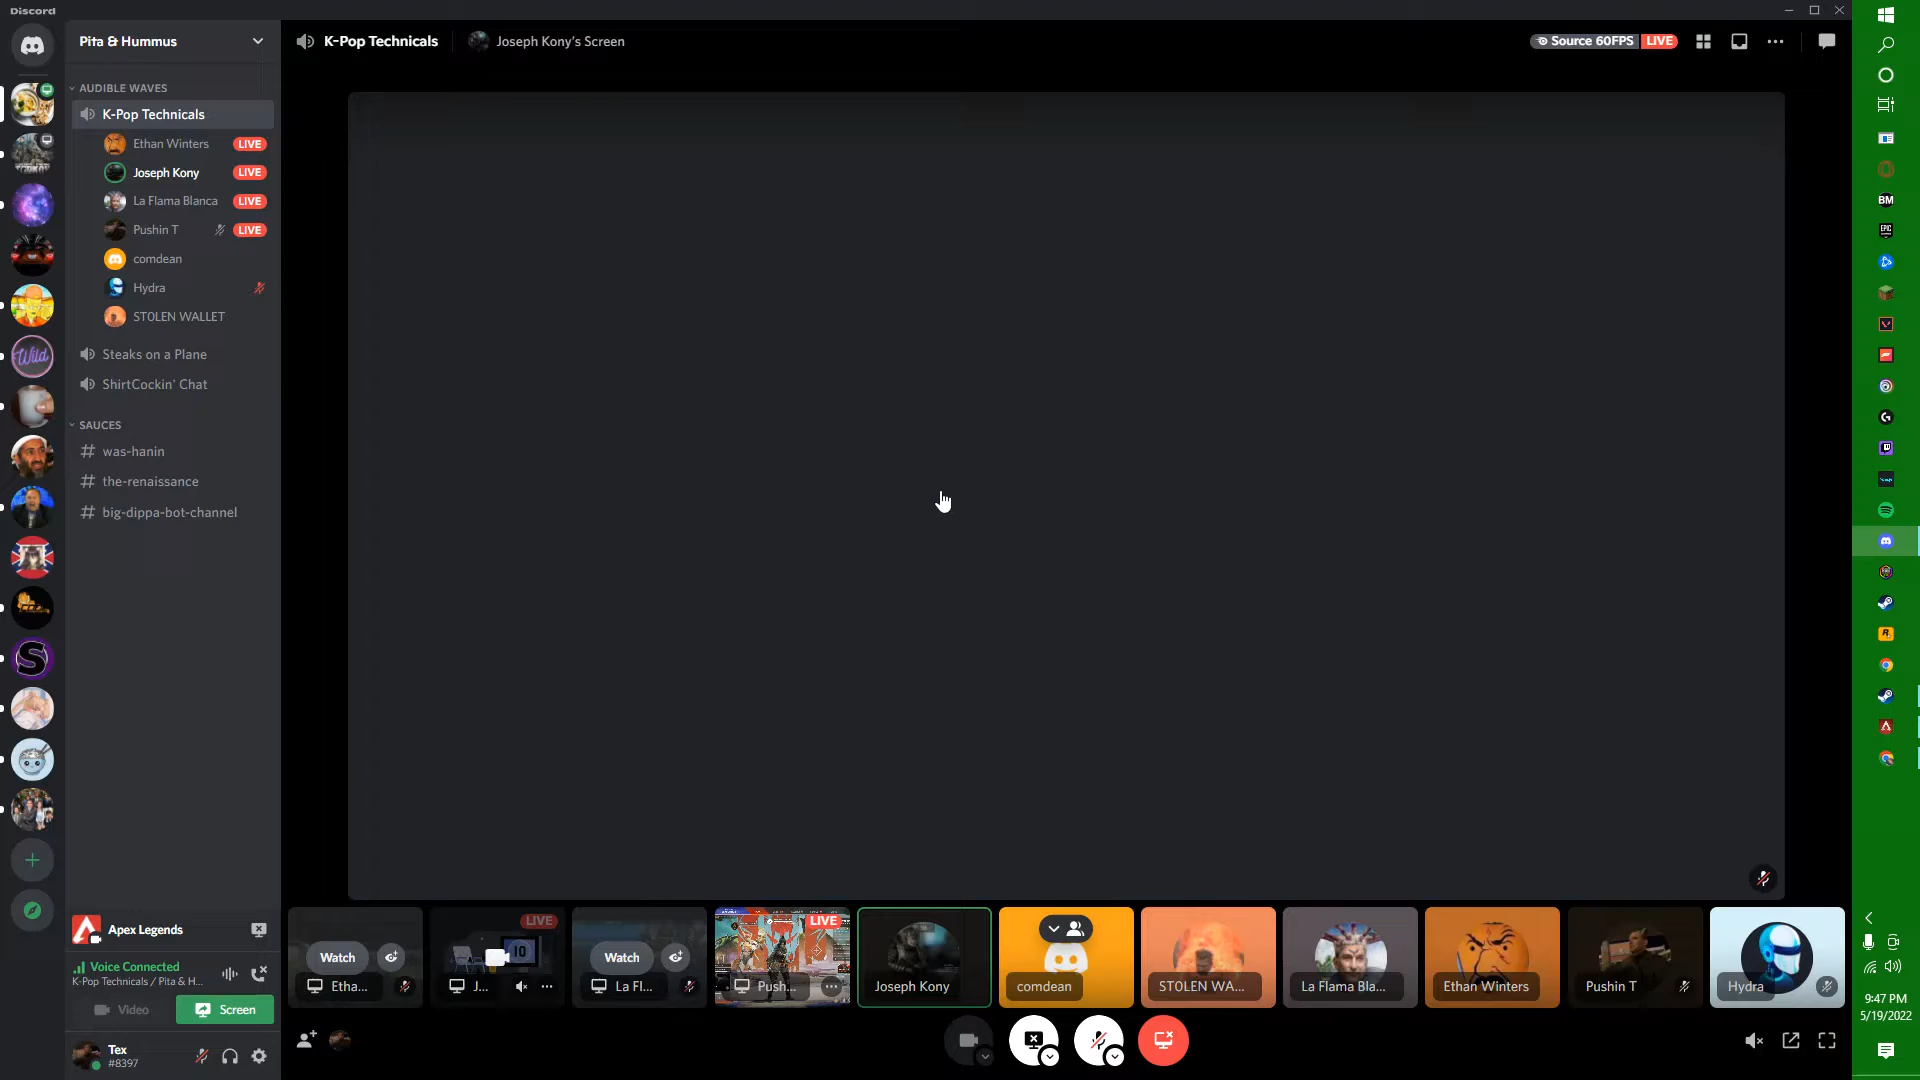 Discord
Pita & Hummus
K-Pop Technicals
Joseph Kony's Screen
Source 60FPS
LIVE
AUDIBLE WAVES
K-Pop Technicals
Ethan Winters LIVE
Joseph Kony LIVE
La Flama Blanca LIVE
Pushin T LIVE
comdean
Hydra
STOLEN WALLET
Steaks on a Plane
ShirtCockin' Chat
SAUCES
was-hanin
the-renaissance
big-dippa-bot-channel
Wild
S
BM
EPIC
Apex Legends
Voice Connected
K-Pop Technicals / Pita & H...
Video
Screen
Tex
#8397
Watch
Etha...
LIVE
10
J...
Watch
La Fl...
LIVE
Push...
Joseph Kony
comdean
STOLEN WA...
La Flama Bla...
Ethan Winters
Pushin T
Hydra
9:47 PM
5/19/2022